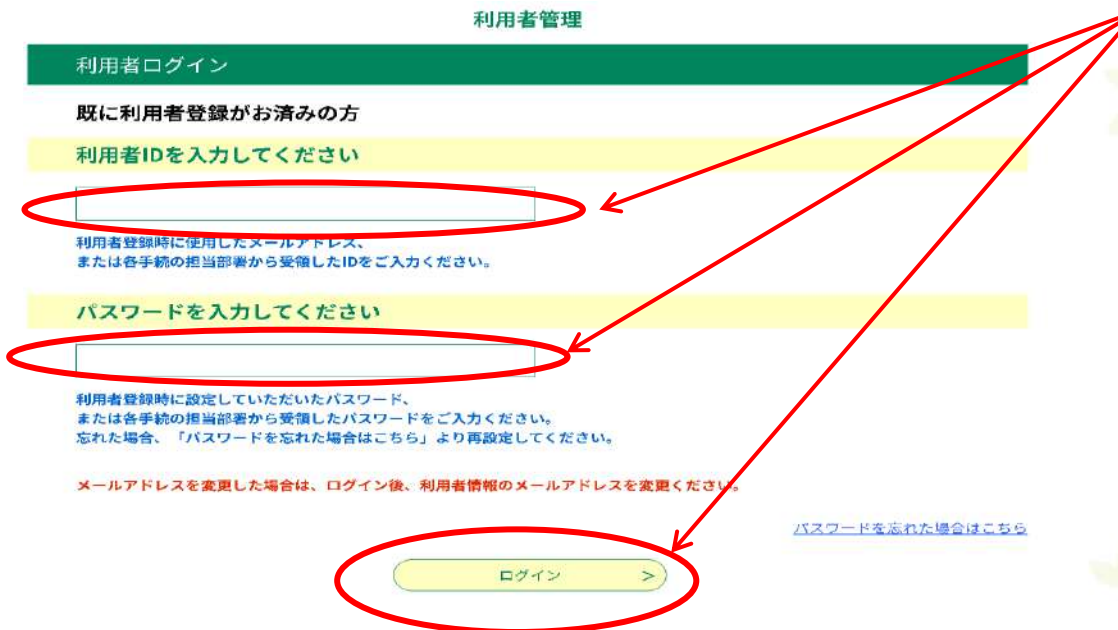 利用者管理
利用者ログイン
既に利用者登録がお済みの方
利用者IDを入力してください
利用者登録時に使用したメールアドレス、
または各手続の担当部署から受領したIDをご入力ください。
パスワードを入力してください
利用者登録時に設定していただいたパスワード、
または各手続の担当部署から受領したパスワードをご入力ください。
忘れた場合、「パスワードを忘れた場合はこちら」より再設定してください。
メールアドレスを変更した場合は、ログイン後、利用者情報のメールアドレスを変更ください。
パスワードを忘れた場合はこちら
ログイン >